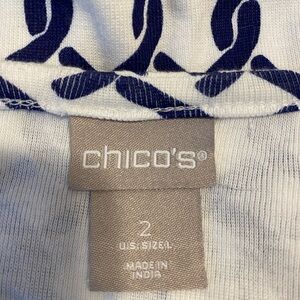 chico's®
2
U.S. SIZE L
MADE IN
INDIA